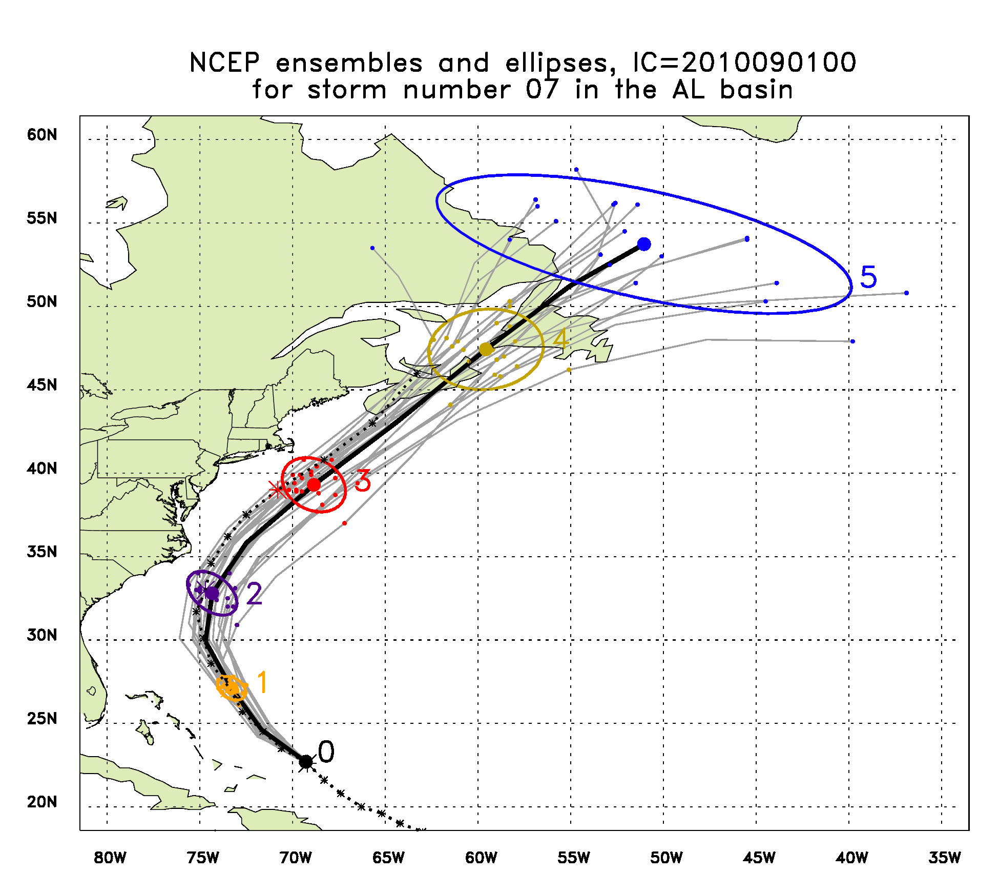 NCEP ensembles and ellipses, IC=2010090100
for storm number 07 in the AL basin
60N
55N
5
50N
4
45N
40N
3
35N
2
30N
1
25N
0
20N
80W 75W 70W 65W 60W 55W 50W 45W 40W 35W